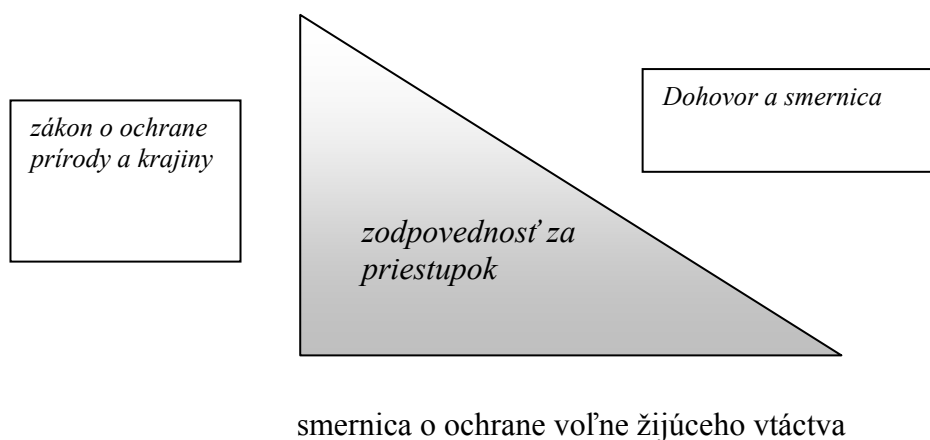 zákon o ochrane
prírody a krajiny
Dohovor a smernica
zodpovednosť za
priestupok
smernica o ochrane voľne žijúceho vtáctva